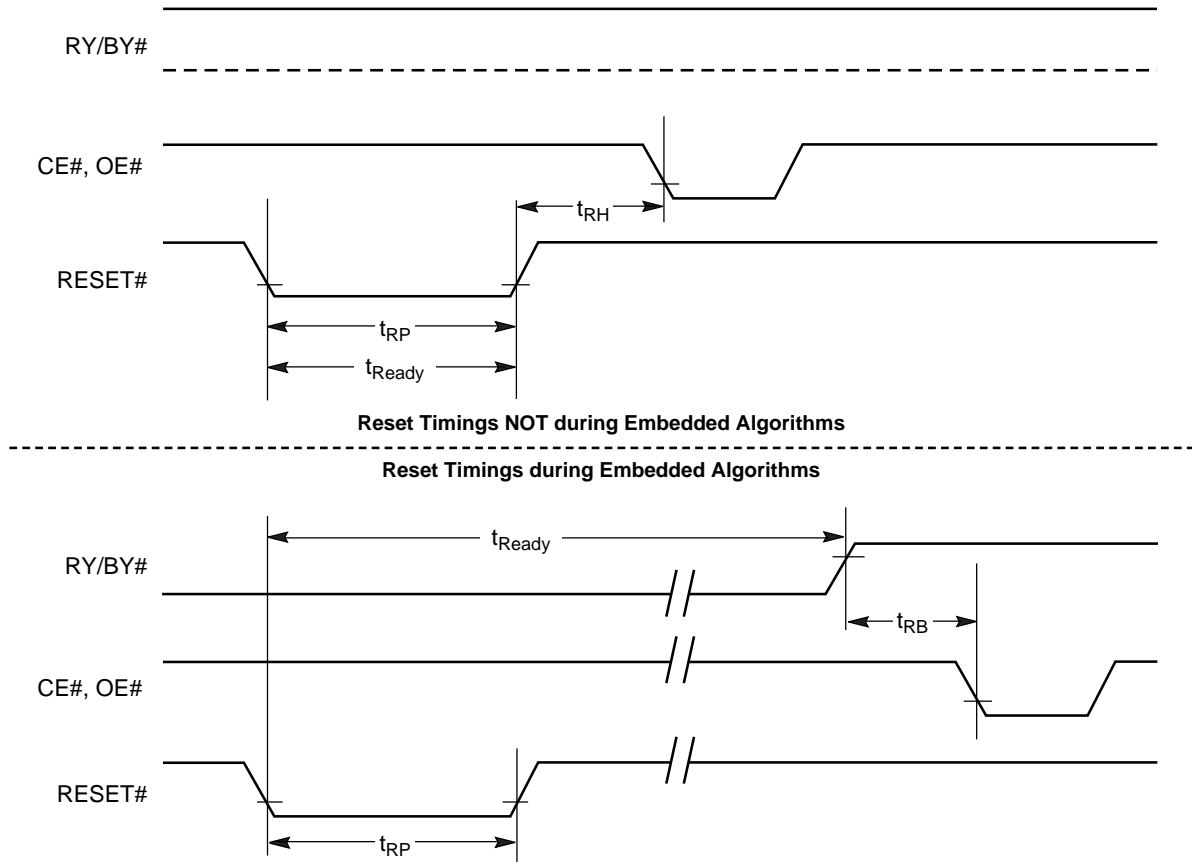 RY/BY#
CE#, OE#
tRH
RESET#
tRP
tReady
Reset Timings NOT during Embedded Algorithms
Reset Timings during Embedded Algorithms
tReady
RY/BY#
tRB
CE#, OE#
RESET#
tRP